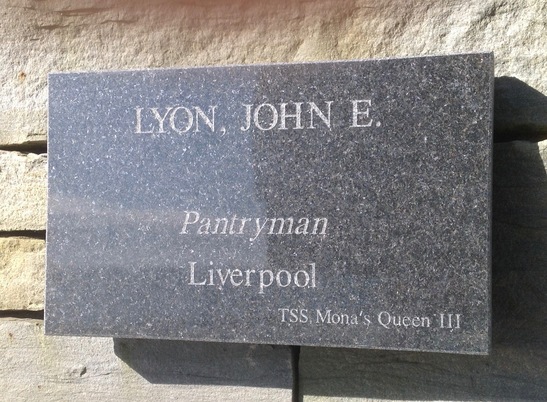 LYON, JOHN E.
Pantryman
Liverpool
TSS. Mona's Queen III